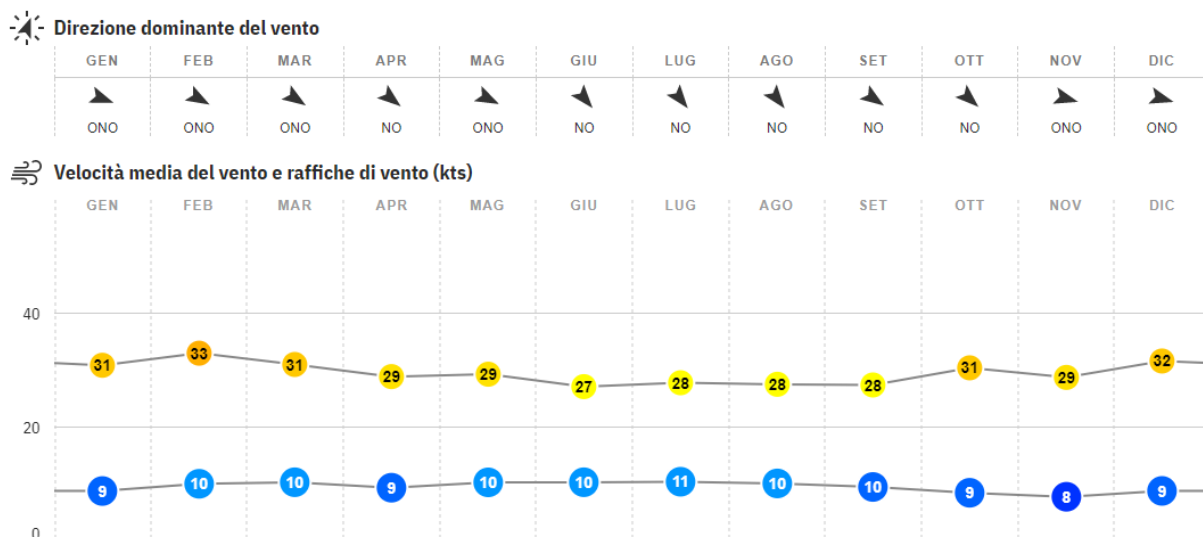 Direzione dominante del vento
GEN FEB MAR APR MAG GIU LUG AGO SET OTT NOV DIC
ONO ONO ONO NO ONO NO NO NO NO NO ONO ONO
Velocità media del vento e raffiche di vento (kts)
GEN FEB MAR APR MAG GIU LUG AGO SET OTT NOV DIC
40
31 33 31 29 29 27 28 28 28 31 29 32
20
9 10 10 9 10 10 11 10 10 9 8 9
0